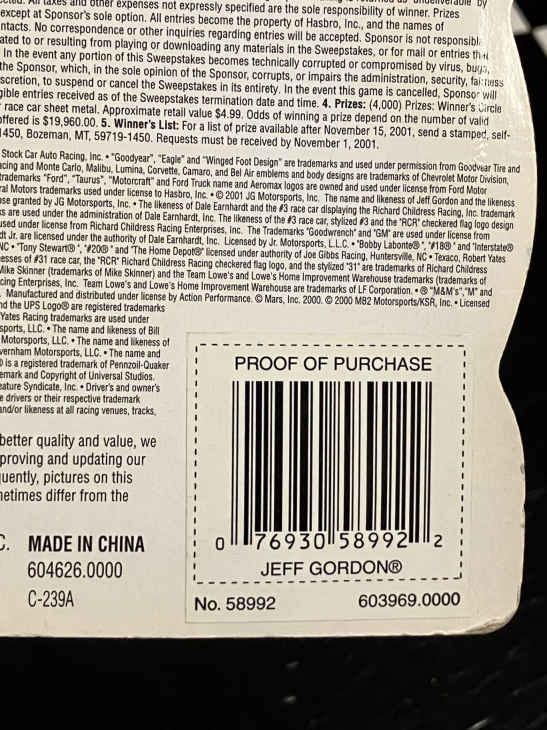 All taxes and other expenses not expressly specified are the sole responsibility of winner. Prizes
except at Sponsor's sole option. All entries become the property of Hasbro, Inc., and the names of
ntacts. No correspondence or other inquiries regarding entries will be accepted. Sponsor is not responsibl
ated to or resulting from playing or downloading any materials in the Sweepstakes, or for mail or entries
In the event any portion of this Sweepstakes becomes technically corrupted or compromised by virus, bugs,
the Sponsor, which, in the sole opinion of the Sponsor, corrupts, or impairs the administration, security, fairness
scretion, to suspend or cancel the Sweepstakes in its entirety. In the event this game is cancelled, Sponsor will
gible entries received as of the Sweepstakes termination date and time. 4. Prizes: (4,000) Prizes: Winner's Circle
race car sheet metal. Approximate retail value $4.99. Odds of winning a prize depend on the number of valid
offered is $19,960.00. 5. Winner's List: For a list of prize available after November 15, 2001, send a stamped, self-
1450, Bozeman, MT, 59719-1450. Requests must be received by November 1, 2001.
Stock Car Auto Racing, Inc. • "Goodyear", "Eagle" and "Winged Foot Design" are trademarks and used under permission from Goodyear Tire and
acing and Monte Carlo, Malibu, Lumina, Corvette, Camaro, and Bel Air emblems and body designs are trademarks of Chevrolet Motor Division,
trademarks "Ford", "Taurus", "Motorcraft" and Ford Truck name and Aeromax logos are owned and used under license from Ford Motor
ral Motors trademarks used under license to Hasbro, Inc. • © 2001 JG Motorsports, Inc. The name and likeness of Jeff Gordon and the likeness
nse granted by JG Motorsports, Inc. • The likeness of Dale Earnhardt and the #3 race car displaying the Richard Childress Racing, Inc. trademark
ks are used under the administration of Dale Earnhardt, Inc. The likeness of the #3 race car, stylized #3 and the "RCR" checkered flag logo design
used under license from Richard Childress Racing Enterprises, Inc. The Trademarks "Goodwrench" and "GM" are used under license from
dt Jr. are licensed under the authority of Dale Earnhardt, Inc. Licensed by Jr. Motorsports, L.L.C. • "Bobby Labonte®", "#18®" and "Interstate®
NC • "Tony Stewart®", "#20®" and "The Home Depot®" licensed under authority of Joe Gibbs Racing, Huntersville, NC • Texaco, Robert Yates
esses of #31 race car, the "RCR" Richard Childress Racing checkered flag logo, and the stylized "31" are trademarks of Richard Childress
Mike Skinner (trademarks of Mike Skinner) and the Team Lowe's and Lowe's Home Improvement Warehouse trademarks (trademarks of
cing Enterprises, Inc. Team Lowe's and Lowe's Home Improvement Warehouse are trademarks of LF Corporation. • ® "M&M's", "M" and
. Manufactured and distributed under license by Action Performance. © Mars, Inc. 2000. © 2000 MB2 Motorsports/KSR, Inc. • Licensed
nd the UPS Logo® are registered trademarks
Yates Racing trademarks are used under
sports, LLC. • The name and likeness of Bill
Motorsports, LLC. • The name and likeness of
vernham Motorsports, LLC. • The name and
® is a registered trademark of Pennzoil-Quaker
emark and Copyright of Universal Studios.
eature Syndicate, Inc. • Driver's and owner's
e drivers or their respective trademark
and/or likeness at all racing venues, tracks,
better quality and value, we
proving and updating our
quently, pictures on this
netimes differ from the
C. MADE IN CHINA
604626.0000
C-239A
PROOF OF PURCHASE
0 76930 58992 2
JEFF GORDON®
No. 58992 603969.0000